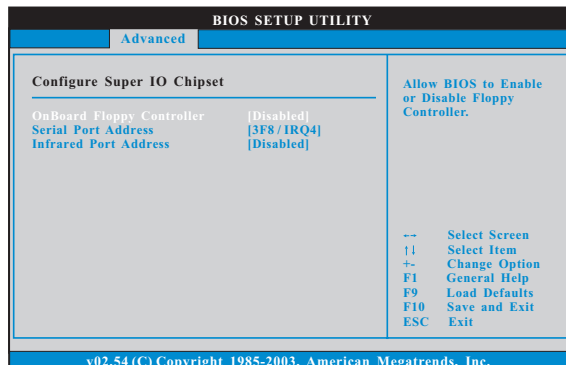 BIOS SETUP UTILITY
Advanced
Configure Super IO Chipset
OnBoard Floppy Controller [Disabled]
Serial Port Address [3F8 / IRQ4]
Infrared Port Address [Disabled]
Allow BIOS to Enable
or Disable Floppy
Controller.
←→ Select Screen
↑↓ Select Item
+- Change Option
F1 General Help
F9 Load Defaults
F10 Save and Exit
ESC Exit
v02.54 (C) Copyright 1985-2003, American Megatrends, Inc.